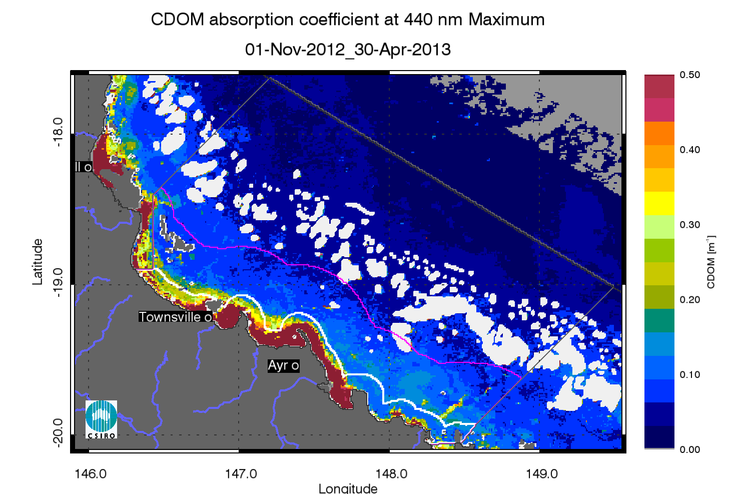 CDOM absorption coefficient at 440 nm Maximum
01-Nov-2012_30-Apr-2013
0.50
0.40
0.30
0.20
0.10
0.00
CDOM [m⁻¹]
Latitude
-18.0
-19.0
-20.0
ll o
Townsville o
Ayr o
CSIRO
146.0
147.0
148.0
149.0
Longitude